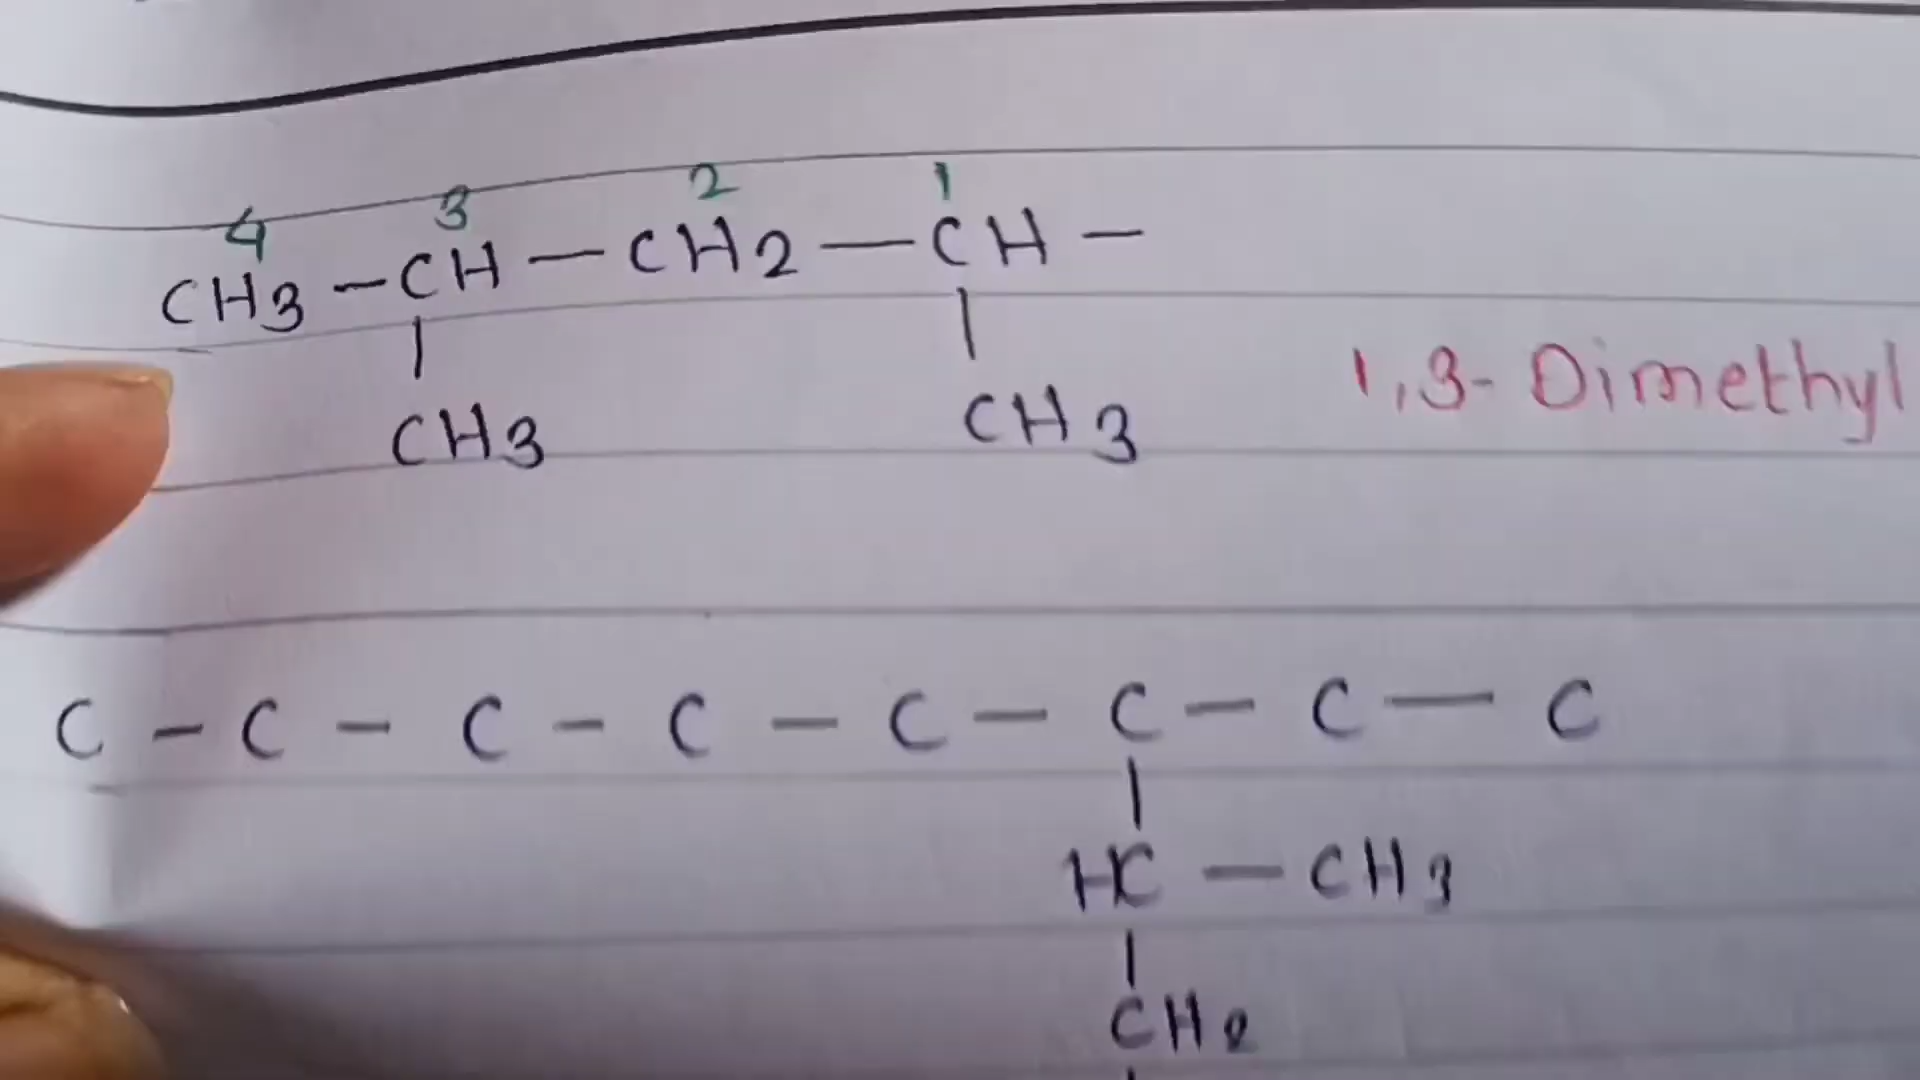 4 3 2 1
CH3 - CH - CH2 - CH -
| |
CH3 CH3
1,3- Dimethyl
C - C - C - C - C - C - C - C
|
HC - CH3
|
CH2
|